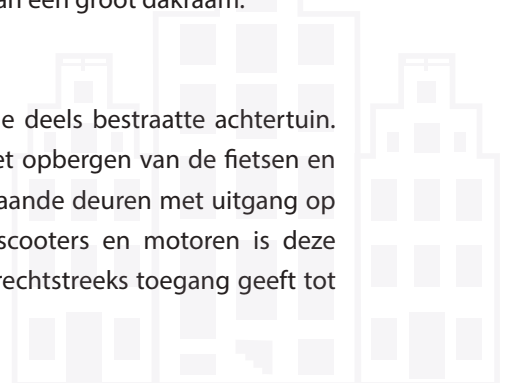 een groot dakraam.
e deels bestraatte achtertuin.
et opbergen van de fietsen en
aande deuren met uitgang op
scooters en motoren is deze
rechtstreeks toegang geeft tot